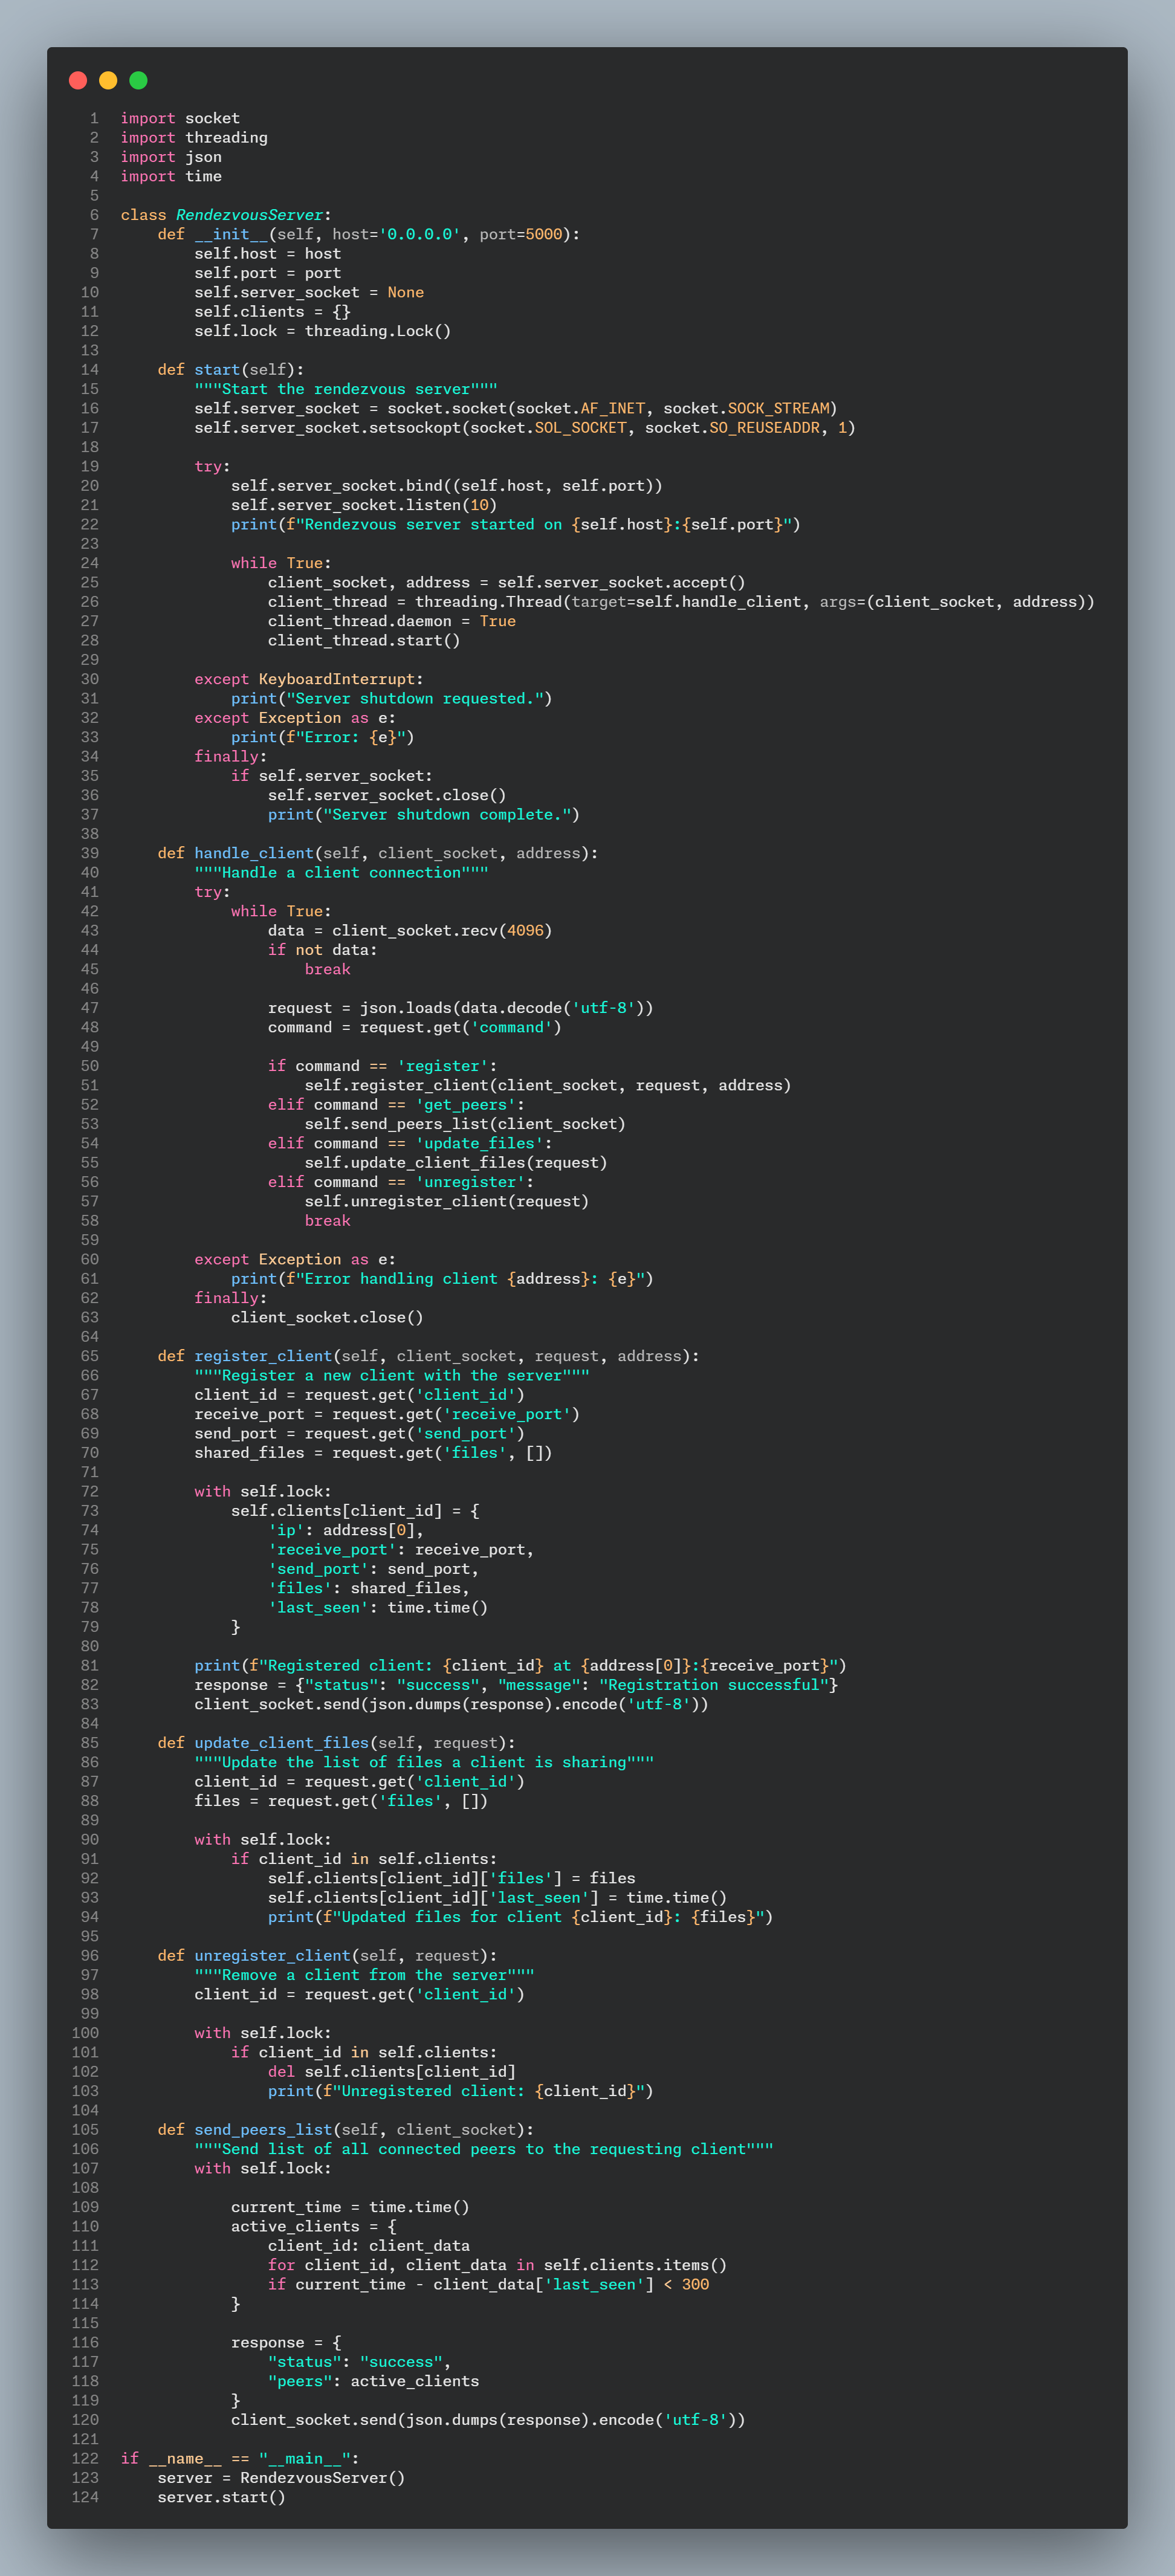 1 import socket
2 import threading
3 import json
4 import time
5
6 class RendezvousServer:
7     def __init__(self, host='0.0.0.0', port=5000):
8         self.host = host
9         self.port = port
10         self.server_socket = None
11         self.clients = {}
12         self.lock = threading.Lock()
13
14     def start(self):
15         """Start the rendezvous server"""
16         self.server_socket = socket.socket(socket.AF_INET, socket.SOCK_STREAM)
17         self.server_socket.setsockopt(socket.SOL_SOCKET, socket.SO_REUSEADDR, 1)
18
19         try:
20             self.server_socket.bind((self.host, self.port))
21             self.server_socket.listen(10)
22             print(f"Rendezvous server started on {self.host}:{self.port}")
23
24             while True:
25                 client_socket, address = self.server_socket.accept()
26                 client_thread = threading.Thread(target=self.handle_client, args=(client_socket, address))
27                 client_thread.daemon = True
28                 client_thread.start()
29
30         except KeyboardInterrupt:
31             print("Server shutdown requested.")
32         except Exception as e:
33             print(f"Error: {e}")
34         finally:
35             if self.server_socket:
36                 self.server_socket.close()
37                 print("Server shutdown complete.")
38
39     def handle_client(self, client_socket, address):
40         """Handle a client connection"""
41         try:
42             while True:
43                 data = client_socket.recv(4096)
44                 if not data:
45                     break
46
47                 request = json.loads(data.decode('utf-8'))
48                 command = request.get('command')
49
50                 if command == 'register':
51                     self.register_client(client_socket, request, address)
52                 elif command == 'get_peers':
53                     self.send_peers_list(client_socket)
54                 elif command == 'update_files':
55                     self.update_client_files(request)
56                 elif command == 'unregister':
57                     self.unregister_client(request)
58                     break
59
60         except Exception as e:
61             print(f"Error handling client {address}: {e}")
62         finally:
63             client_socket.close()
64
65     def register_client(self, client_socket, request, address):
66         """Register a new client with the server"""
67         client_id = request.get('client_id')
68         receive_port = request.get('receive_port')
69         send_port = request.get('send_port')
70         shared_files = request.get('files', [])
71
72         with self.lock:
73             self.clients[client_id] = {
74                 'ip': address[0],
75                 'receive_port': receive_port,
76                 'send_port': send_port,
77                 'files': shared_files,
78                 'last_seen': time.time()
79             }
80
81         print(f"Registered client: {client_id} at {address[0]}:{receive_port}")
82         response = {"status": "success", "message": "Registration successful"}
83         client_socket.send(json.dumps(response).encode('utf-8'))
84
85     def update_client_files(self, request):
86         """Update the list of files a client is sharing"""
87         client_id = request.get('client_id')
88         files = request.get('files', [])
89
90         with self.lock:
91             if client_id in self.clients:
92                 self.clients[client_id]['files'] = files
93                 self.clients[client_id]['last_seen'] = time.time()
94                 print(f"Updated files for client {client_id}: {files}")
95
96     def unregister_client(self, request):
97         """Remove a client from the server"""
98         client_id = request.get('client_id')
99
100         with self.lock:
101             if client_id in self.clients:
102                 del self.clients[client_id]
103                 print(f"Unregistered client: {client_id}")
104
105     def send_peers_list(self, client_socket):
106         """Send list of all connected peers to the requesting client"""
107         with self.lock:
108
109             current_time = time.time()
110             active_clients = {
111                 client_id: client_data
112                 for client_id, client_data in self.clients.items()
113                 if current_time - client_data['last_seen'] < 300
114             }
115
116             response = {
117                 "status": "success",
118                 "peers": active_clients
119             }
120             client_socket.send(json.dumps(response).encode('utf-8'))
121
122 if __name__ == "__main__":
123     server = RendezvousServer()
124     server.start()